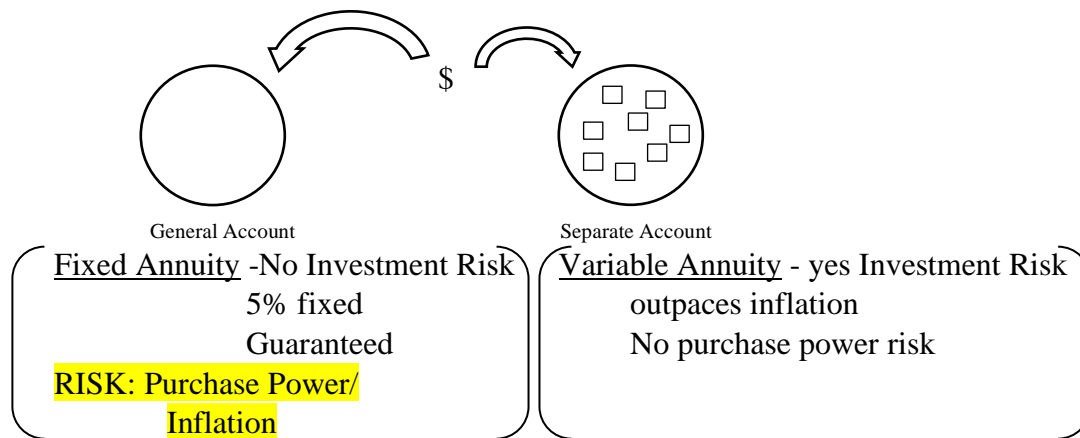 $
General Account
Separate Account
Fixed Annuity -No Investment Risk
5% fixed
Guaranteed
RISK: Purchase Power/
Inflation
Variable Annuity - yes Investment Risk
outpaces inflation
No purchase power risk